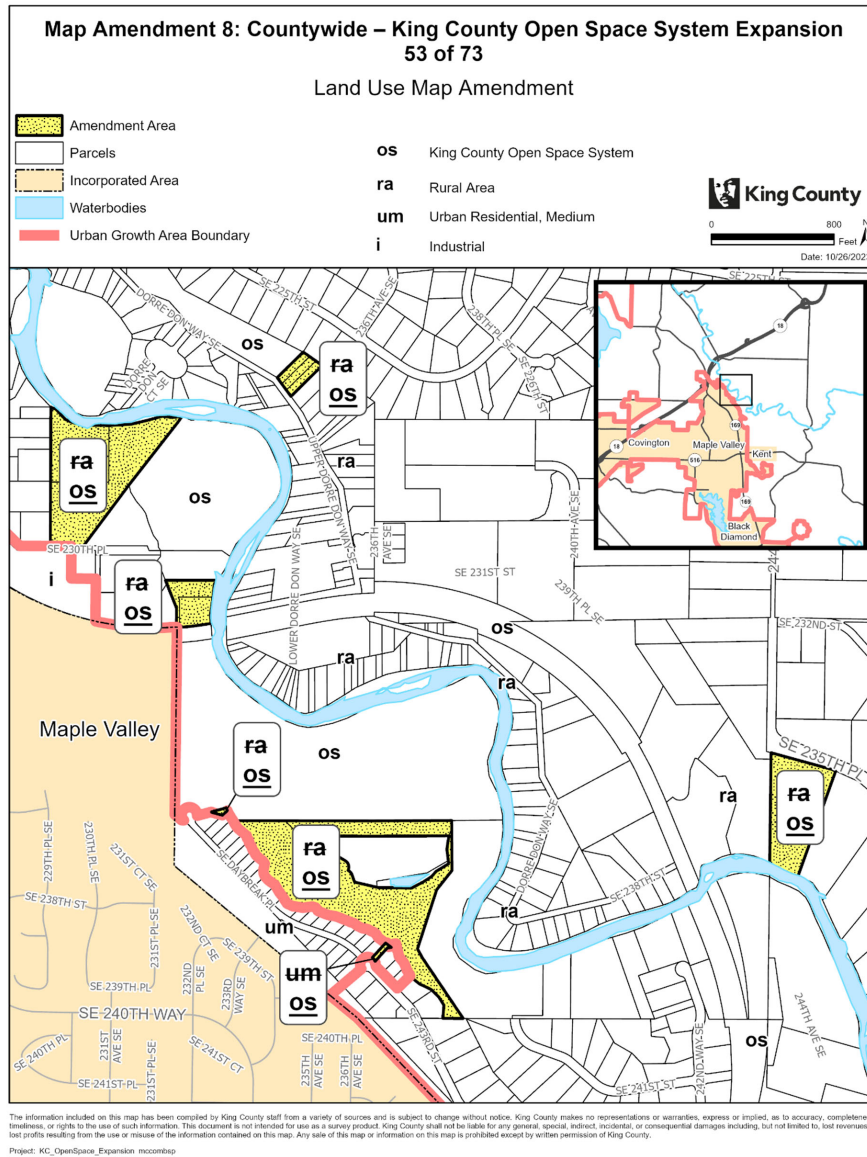 Map Amendment 8: Countywide – King County Open Space System Expansion
53 of 73
Land Use Map Amendment
Amendment Area
Parcels
Incorporated Area
Waterbodies
Urban Growth Area Boundary
os King County Open Space System
ra Rural Area
um Urban Residential, Medium
i Industrial
King County
0 800
Feet
N
Date: 10/26/202
DORRE DON WAY SE
SE 225TH ST
236TH AVE SE
238TH PL SE
SE 226TH ST
SE 225TH ST
DORRE DON CT SE
os
ra
os
18
Covington
18
Maple Valley
169
516
Kent
169
Black
Diamond
ra
os
os
ra
UPPER DORRE DON WAY SE
236TH AVE SE
240TH AVE SE
244
SE 230TH PL
i
ra
os
LOWER DORRE DON WAY SE
SE 231ST ST
239TH PL SE
os
SE 232ND ST
ra
ra
Maple Valley
ra
os
os
SE 235TH PL
ra
os
ra
ra
os
DORRE DON WAY SE
SE 238TH ST
ra
SE DAYBREAK PL
um
um
os
229TH PL SE
230TH PL SE
231ST CT SE
SE 238TH ST
231ST PL SE
232ND CT SE
232ND PL SE
SE 239TH ST
233RD WAY SE
SE 239TH PL
SE 240TH WAY
SE 240TH PL
231ST AVE SE
SE 241ST CT
SE 240TH PL
235TH AVE SE
236TH AVE SE
SE 241ST PL
231ST PL SE
SE 243RD ST
SE 241ST ST
242ND WAY SE
os
244TH AVE SE
The information included on this map has been compiled by King County staff from a variety of sources and is subject to change without notice. King County makes no representations or warranties, express or implied, as to accuracy, completene
timeliness, or rights to the use of such information. This document is not intended for use as a survey product. King County shall not be liable for any general, special, indirect, incidental, or consequential damages including, but not limited to, lost revenues
lost profits resulting from the use or misuse of the information contained on this map. Any sale of this map or information on this map is prohibited except by written permission of King County.
Project: KC_OpenSpace_Expansion mccombsp